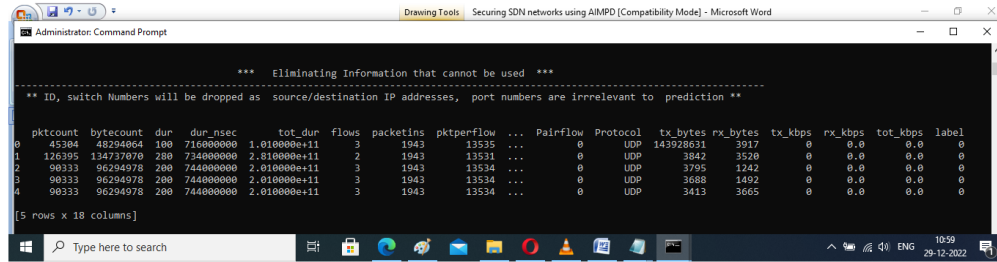 Drawing Tools Securing SDN networks using AIMPD [Compatibility Mode] - Microsoft Word
Administrator: Command Prompt
*** Eliminating Information that cannot be used ***
** ID, switch Numbers will be dropped as source/destination IP addresses, port numbers are irrrelevant to prediction **
pktcount bytecount dur dur_nsec tot_dur flows packetins pktperflow ... Pairflow Protocol tx_bytes rx_bytes tx_kbps rx_kbps tot_kbps label
0 45304 48294064 100 716000000 1.010000e+11 3 1943 13535 ... 0 UDP 143928631 3917 0 0.0 0.0 0
1 126395 134737070 280 734000000 2.810000e+11 2 1943 13531 ... 0 UDP 3842 3520 0 0.0 0.0 0
2 90333 96294978 200 744000000 2.010000e+11 3 1943 13534 ... 0 UDP 3795 1242 0 0.0 0.0 0
3 90333 96294978 200 744000000 2.010000e+11 3 1943 13534 ... 0 UDP 3688 1492 0 0.0 0.0 0
4 90333 96294978 200 744000000 2.010000e+11 3 1943 13534 ... 0 UDP 3413 3665 0 0.0 0.0 0
[5 rows x 18 columns]
Type here to search
ENG
10:59
29-12-2022